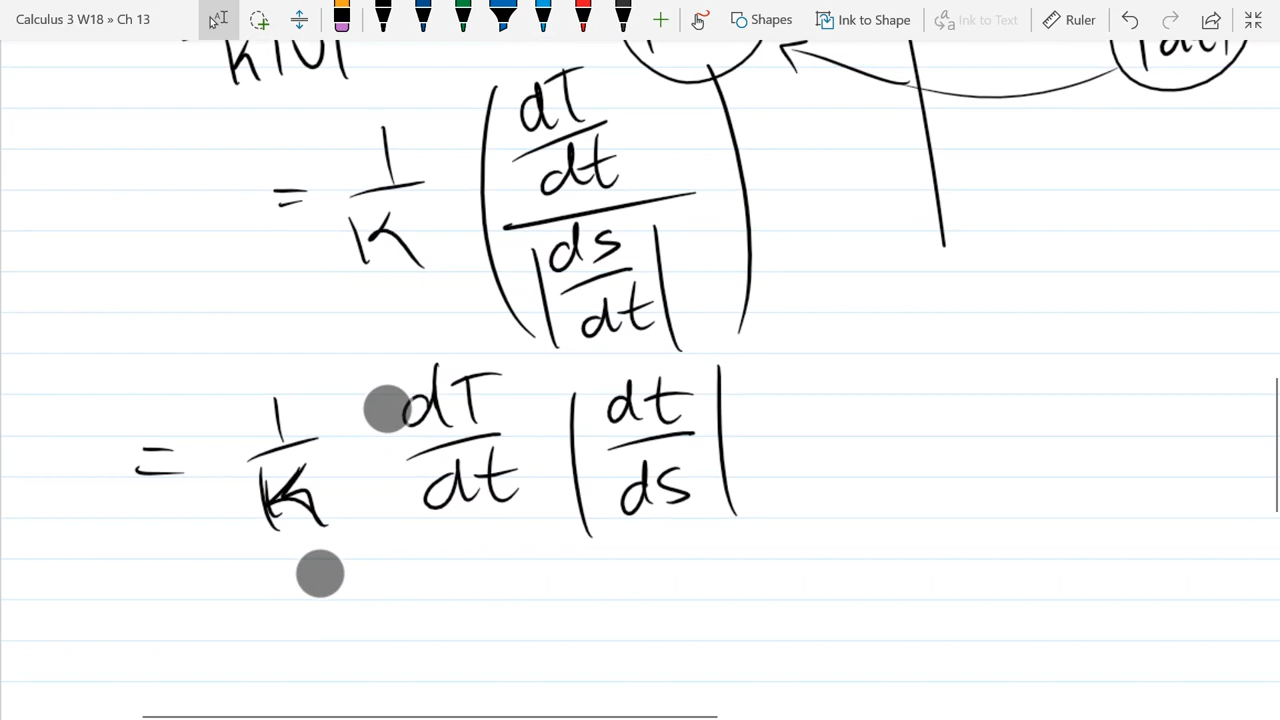 Calculus 3 W18 » Ch 13
Shapes
Ink to Shape
Ink to Text
Ruler
K|V|
= 1/K ( (dT/dt) / |ds/dt| )
= 1/K dT/dt |dt/ds|